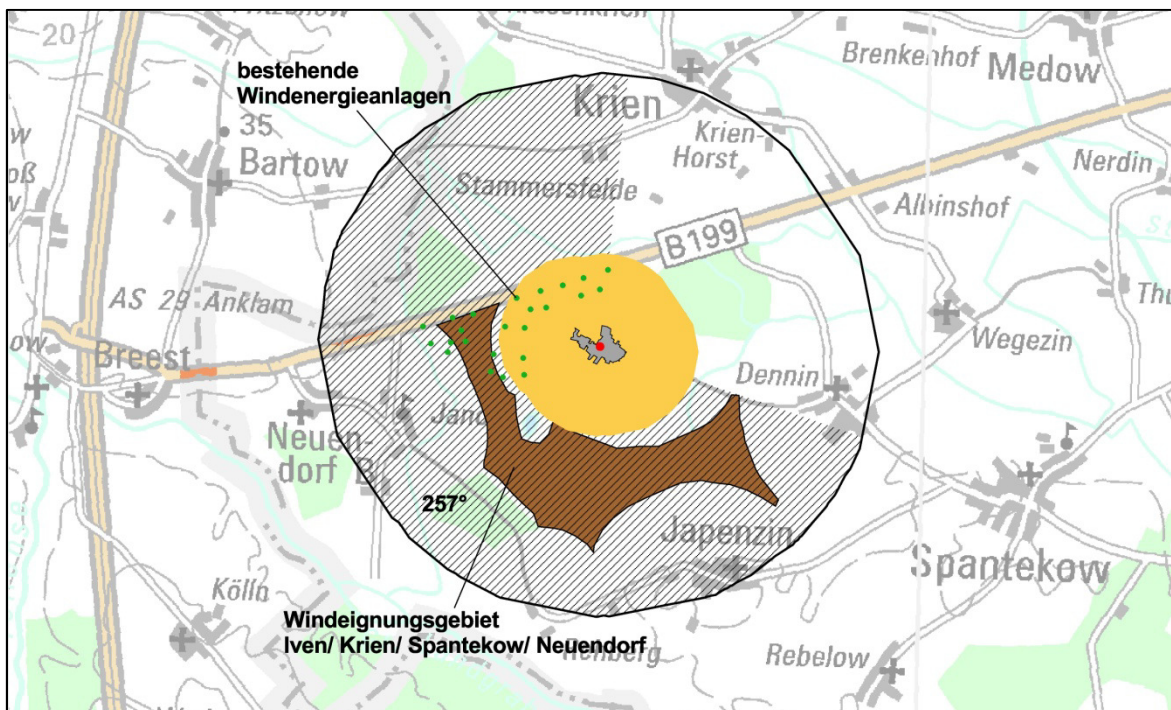 20
bestehende
Windenergieanlagen
35
Bartow
Krien
Krien-
Horst
Brenkenhof
Medow
Nerdin
Stammersfelde
Albinshof
B199
AS 29 Anklam
Breest
Wegezin
Dennin
Neuen-
dorf B
257°
Japenzin
Spantekow
Kölln
Windeignungsgebiet
Iven/ Krien/ Spantekow/ Neuendorf
Rebelow